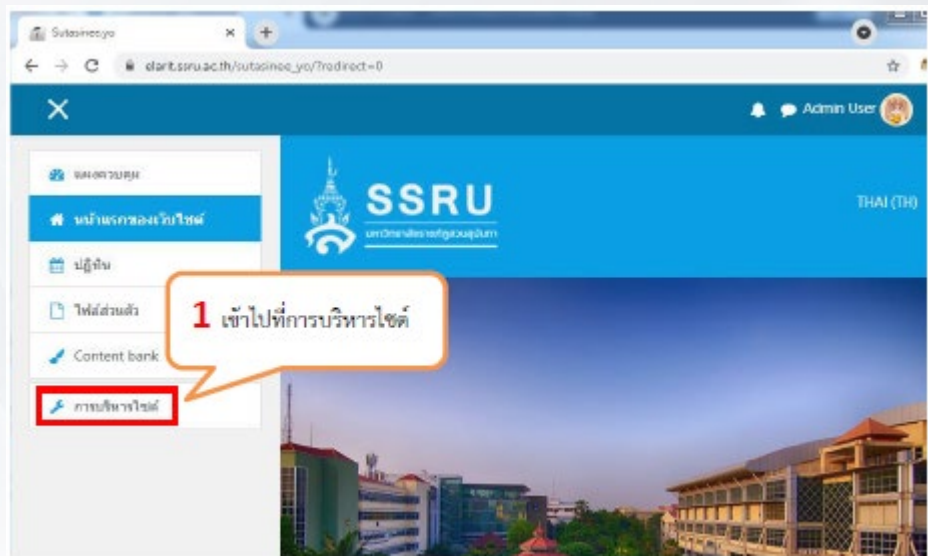 Sutasinee.yo
elarit.ssru.ac.th/sutasinee_yo/?redirect=0
Admin User
แผงควบคุม
หน้าแรกของเว็บไซต์
ปฏิทิน
ไฟล์ส่วนตัว
Content bank
การบริหารไซต์
SSRU
มหาวิทยาลัยราชภัฏสวนสุนันทา
THAI (TH)
1 เข้าไปที่การบริหารไซต์